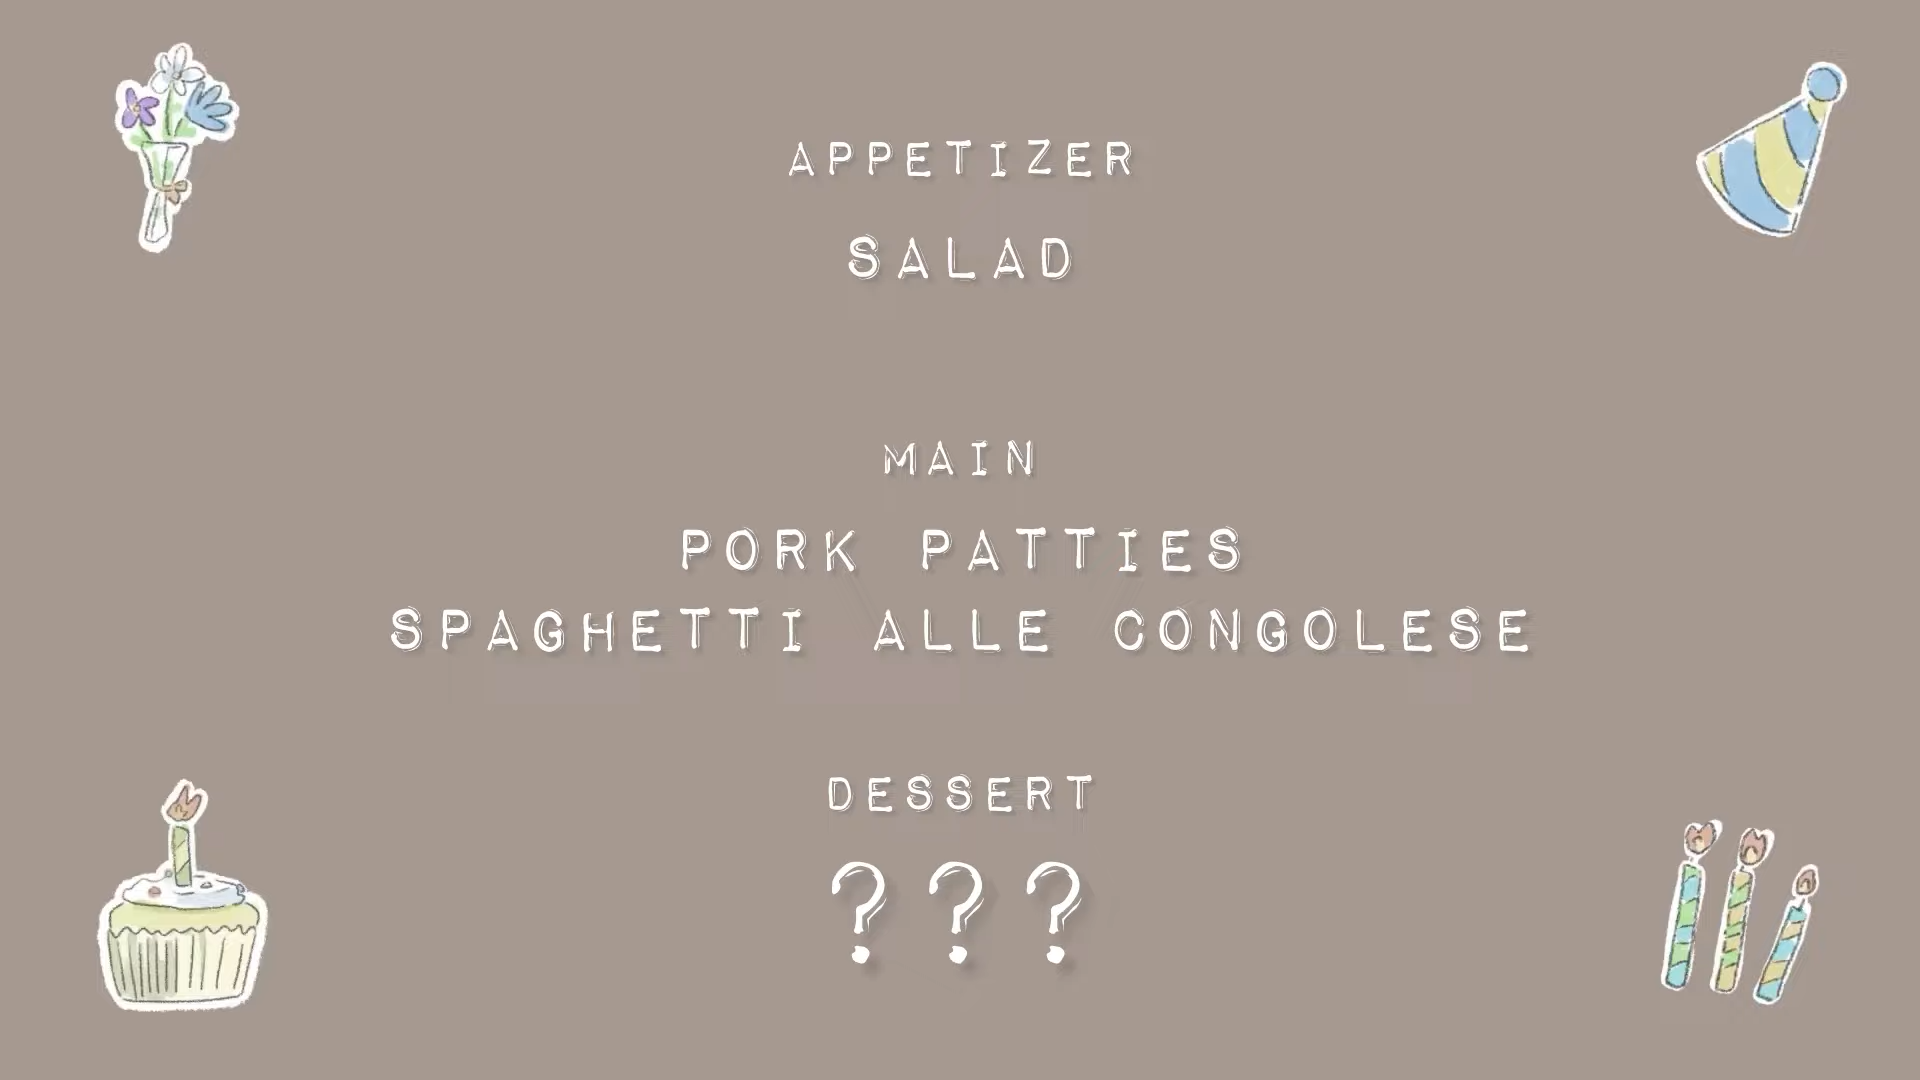 APPETIZER
SALAD
MAIN
PORK PATTIES
SPAGHETTI ALLE CONGOLESE
DESSERT
???